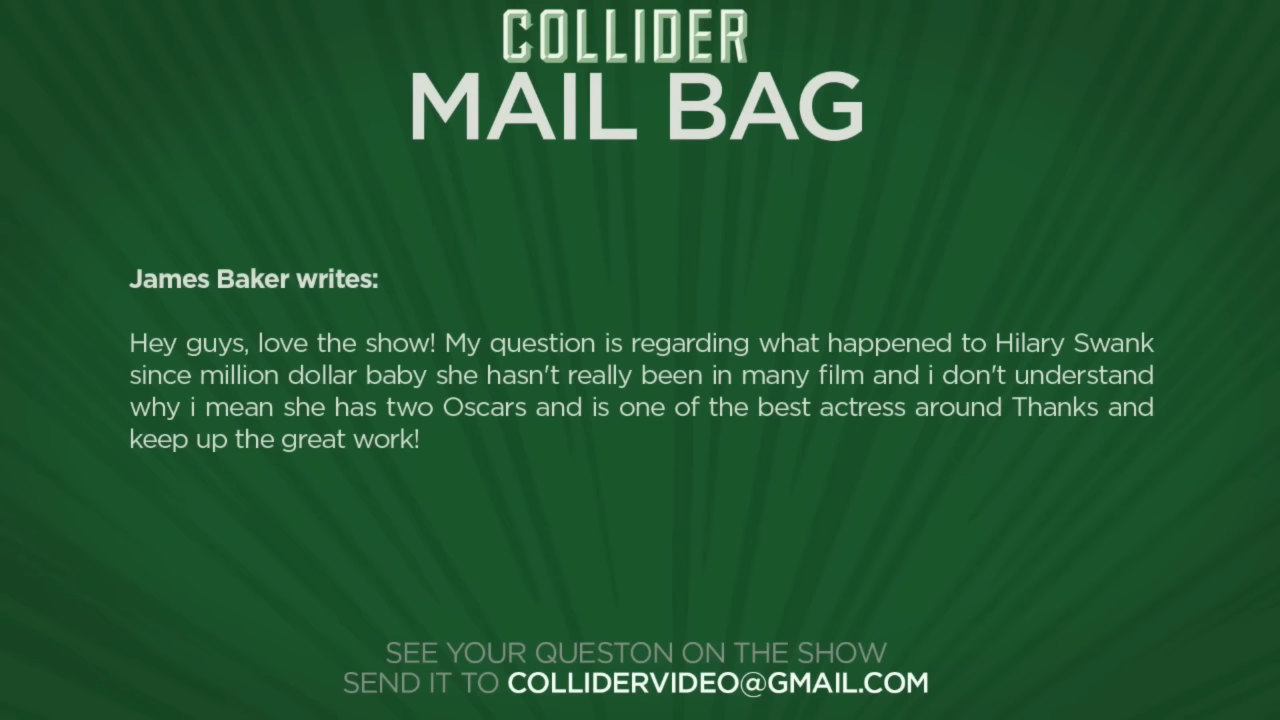 COLLIDER
MAIL BAG
James Baker writes:
Hey guys, love the show! My question is regarding what happened to Hilary Swank
since million dollar baby she hasn't really been in many film and i don't understand
why i mean she has two Oscars and is one of the best actress around Thanks and
keep up the great work!
SEE YOUR QUESTON ON THE SHOW
SEND IT TO COLLIDERVIDEO@GMAIL.COM